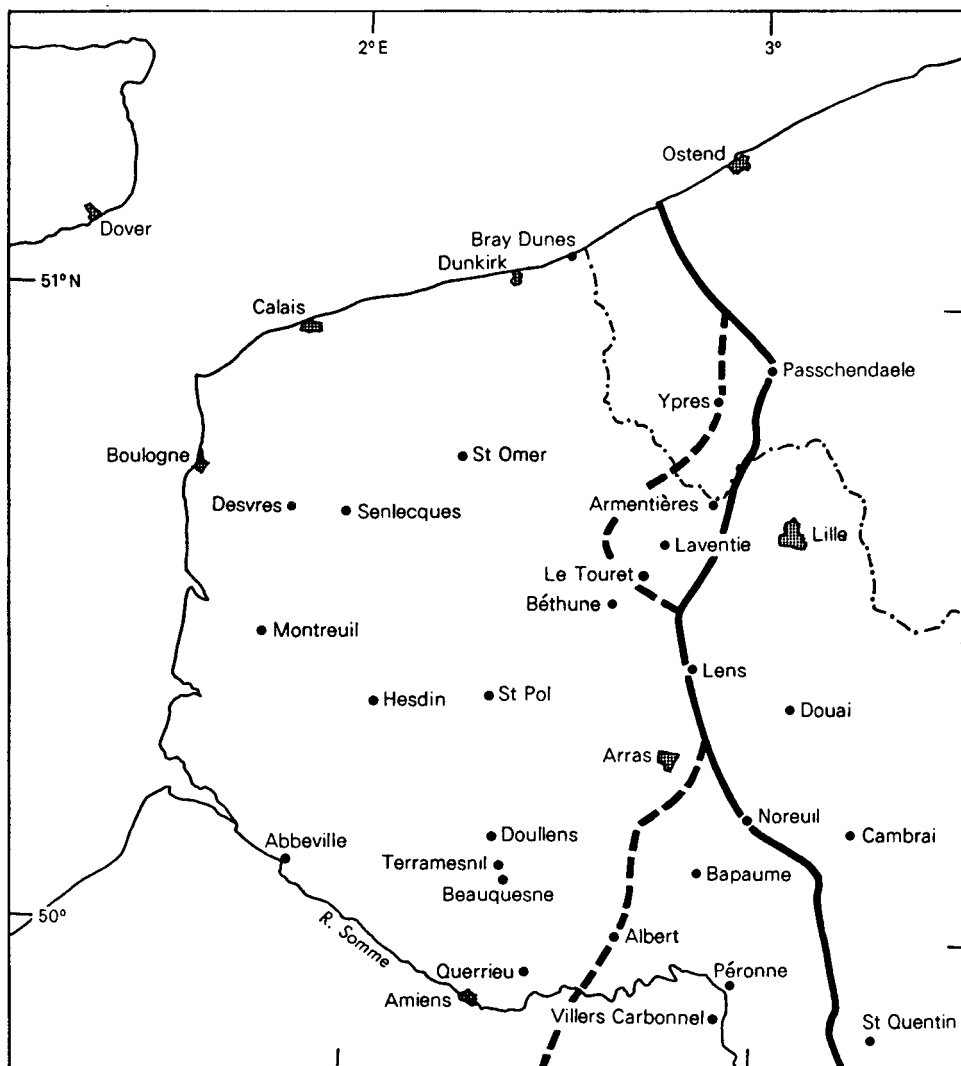 2° E
3°
Ostend
Dover
Bray Dunes
Dunkirk
51° N
Calais
Passchendaele
Ypres
Boulogne
St Omer
Desvres
Senlecques
Armentières
Lille
Laventie
Le Touret
Béthune
Montreuil
Lens
Hesdin
St Pol
Douai
Arras
Noreuil
Doullens
Cambrai
Abbeville
Terramesnil
Bapaume
Beauquesne
50°
R. Somme
Albert
Querrieu
Péronne
Amiens
Villers Carbonnel
St Quentin